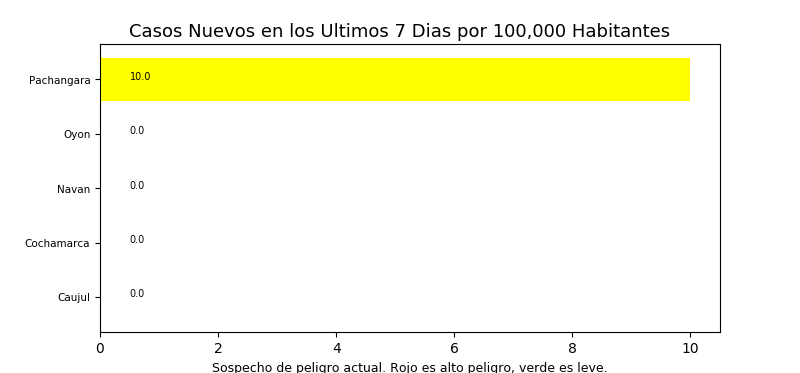 Casos Nuevos en los Ultimos 7 Dias por 100,000 Habitantes
Pachangara 10.0
Oyon 0.0
Navan 0.0
Cochamarca 0.0
Caujul 0.0
0 2 4 6 8 10
Sospecho de peligro actual. Rojo es alto peligro, verde es leve.